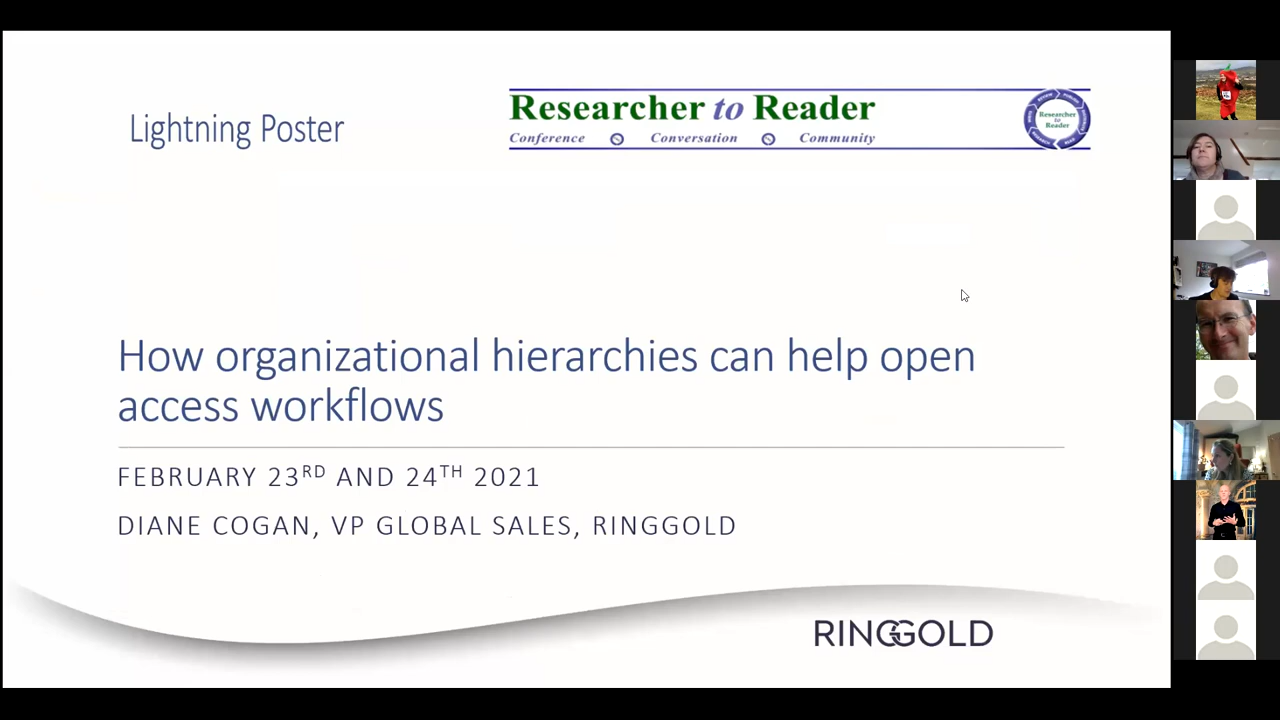 Lightning Poster
Researcher to Reader
Conference Conversation Community
Researcher
to
Reader
How organizational hierarchies can help open
access workflows
FEBRUARY 23RD AND 24TH 2021
DIANE COGAN, VP GLOBAL SALES, RINGGOLD
RINGGOLD